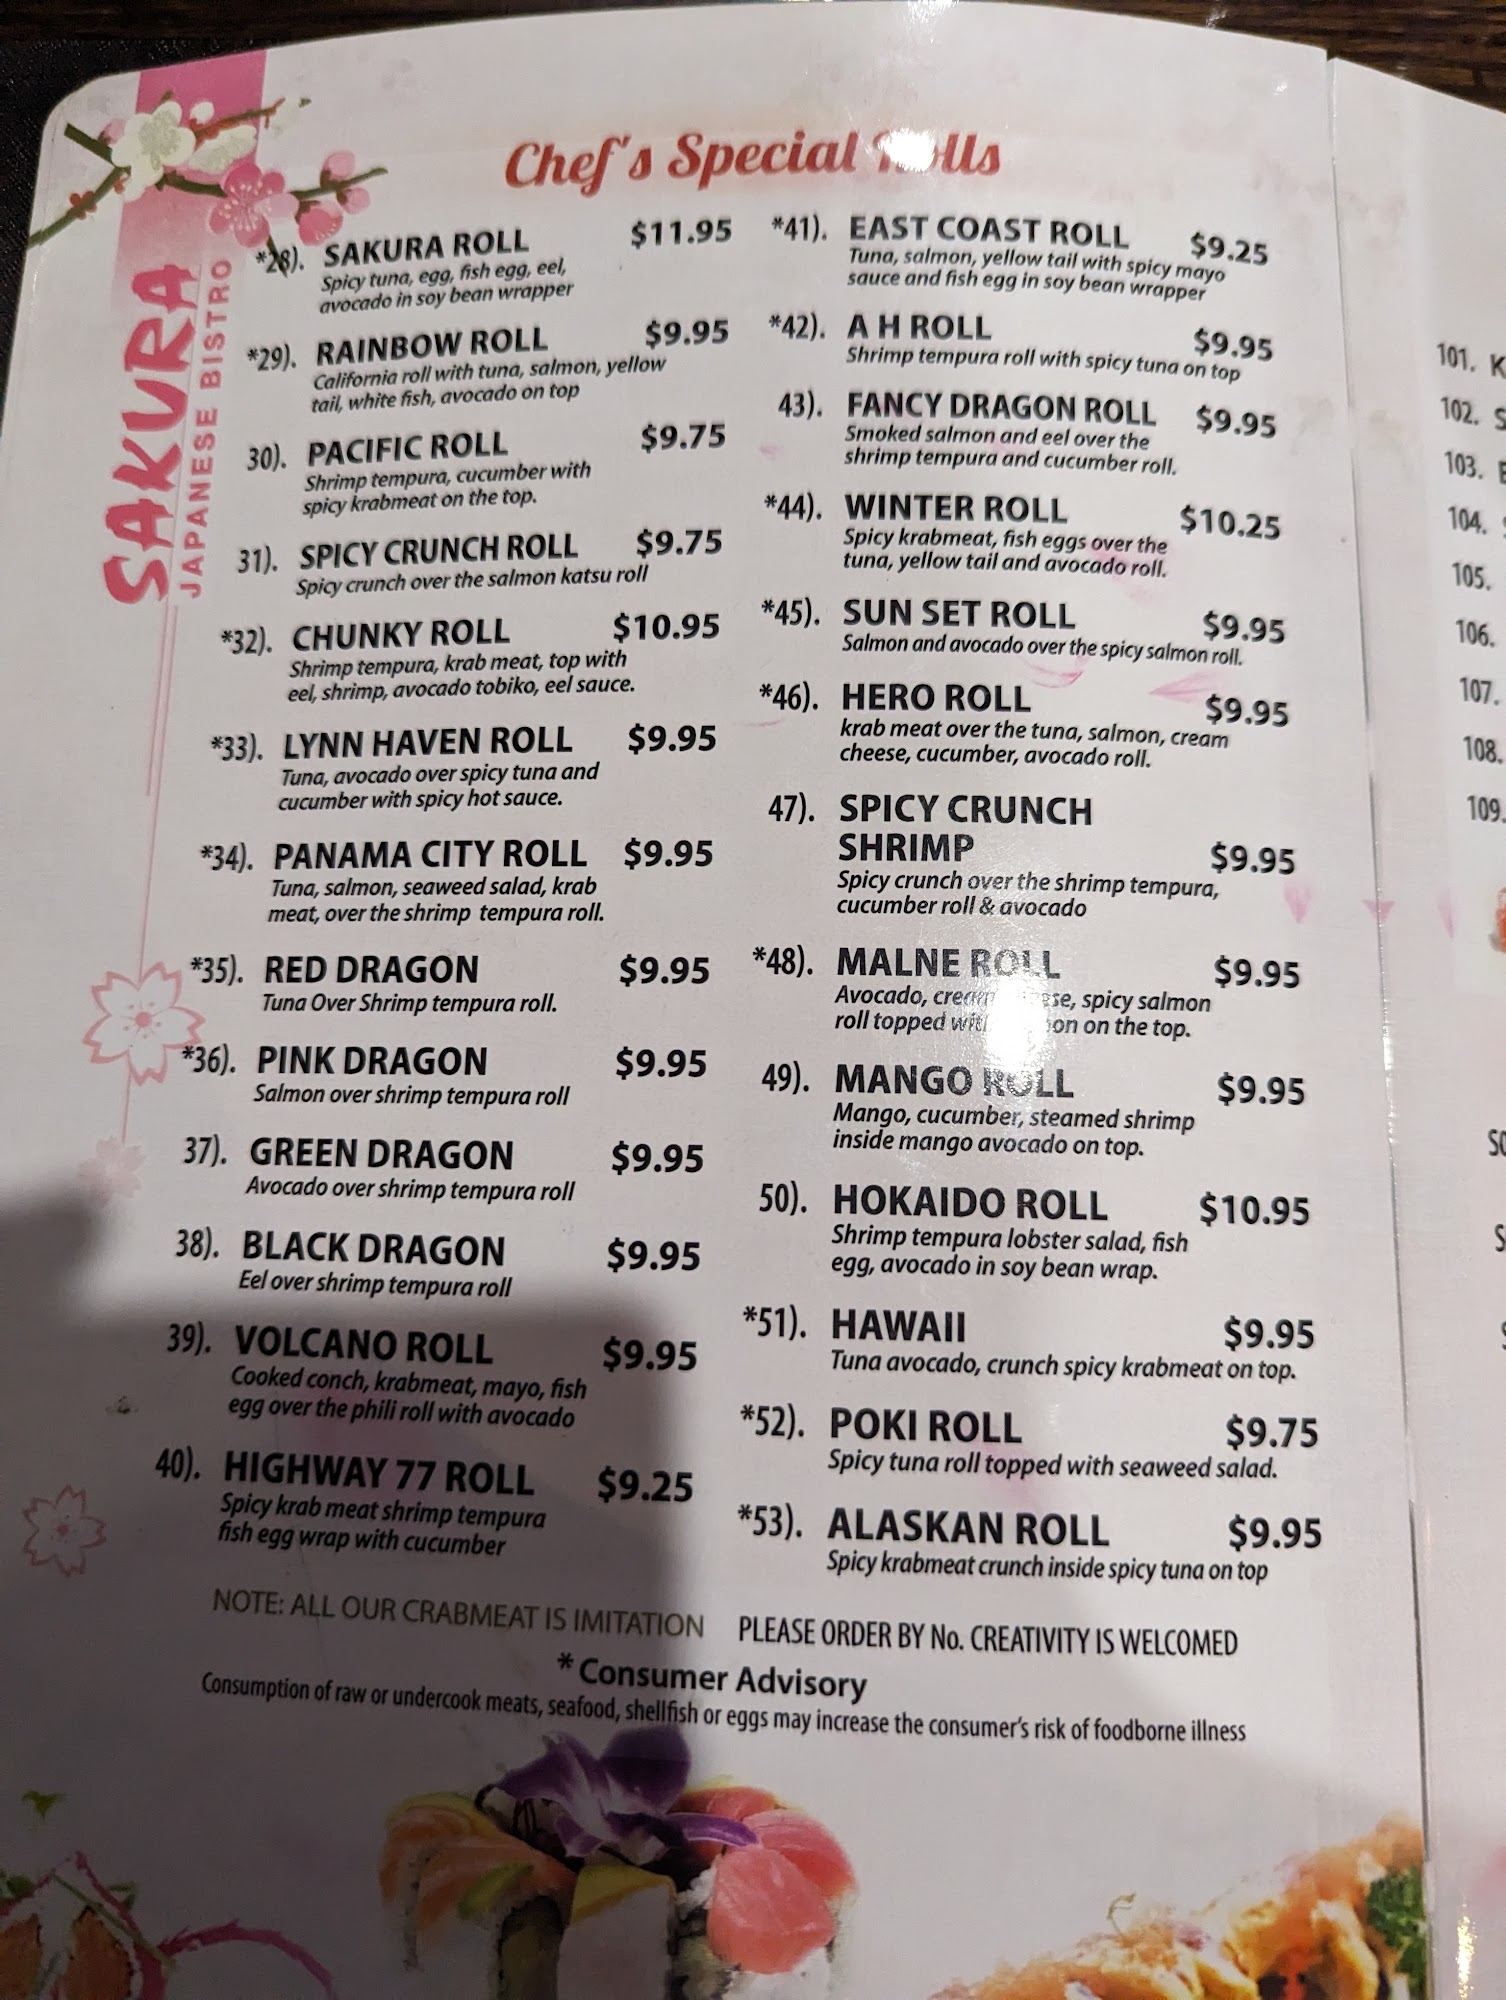 SAKURA
JAPANESE BISTRO
Chef's Special
*28). SAKURA ROLL $11.95
Spicy tuna, egg, fish egg, eel,
avocado in soy bean wrapper
*29). RAINBOW ROLL $9.95
California roll with tuna, salmon, yellow
tail, white fish, avocado on top
30). PACIFIC ROLL $9.75
Shrimp tempura, cucumber with
spicy krabmeat on the top.
31). SPICY CRUNCH ROLL $9.75
Spicy crunch over the salmon katsu roll
*32). CHUNKY ROLL $10.95
Shrimp tempura, krab meat, top with
eel, shrimp, avocado tobiko, eel sauce.
*33). LYNN HAVEN ROLL $9.95
Tuna, avocado over spicy tuna and
cucumber with spicy hot sauce.
*34). PANAMA CITY ROLL $9.95
Tuna, salmon, seaweed salad, krab
meat, over the shrimp tempura roll.
*35). RED DRAGON $9.95
Tuna Over Shrimp tempura roll.
*36). PINK DRAGON $9.95
Salmon over shrimp tempura roll
37). GREEN DRAGON $9.95
Avocado over shrimp tempura roll
38). BLACK DRAGON $9.95
Eel over shrimp tempura roll
39). VOLCANO ROLL $9.95
Cooked conch, krabmeat, mayo, fish
egg over the phili roll with avocado
40). HIGHWAY 77 ROLL $9.25
Spicy krab meat shrimp tempura
fish egg wrap with cucumber
*41). EAST COAST ROLL $9.25
Tuna, salmon, yellow tail with spicy mayo
sauce and fish egg in soy bean wrapper
*42). A H ROLL $9.95
Shrimp tempura roll with spicy tuna on top
43). FANCY DRAGON ROLL $9.95
Smoked salmon and eel over the
shrimp tempura and cucumber roll.
*44). WINTER ROLL $10.25
Spicy krabmeat, fish eggs over the
tuna, yellow tail and avocado roll.
*45). SUN SET ROLL $9.95
Salmon and avocado over the spicy salmon roll.
*46). HERO ROLL $9.95
krab meat over the tuna, salmon, cream
cheese, cucumber, avocado roll.
47). SPICY CRUNCH
SHRIMP $9.95
Spicy crunch over the shrimp tempura,
cucumber roll & avocado
*48). MALNE ROLL $9.95
Avocado, spicy salmon
roll topped on the top.
49). MANGO ROLL $9.95
Mango, cucumber, steamed shrimp
inside mango avocado on top.
50). HOKAIDO ROLL $10.95
Shrimp tempura lobster salad, fish
egg, avocado in soy bean wrap.
*51). HAWAII $9.95
Tuna avocado, crunch spicy krabmeat on top.
*52). POKI ROLL $9.75
Spicy tuna roll topped with seaweed salad.
*53). ALASKAN ROLL $9.95
Spicy krabmeat crunch inside spicy tuna on top
NOTE: ALL OUR CRABMEAT IS IMITATION PLEASE ORDER BY No. CREATIVITY IS WELCOMED
* Consumer Advisory
Consumption of raw or undercook meats, seafood, shellfish or eggs may increase the consumer's risk of foodborne illness
101.
102.
103.
104.
105.
106.
107.
108.
109.